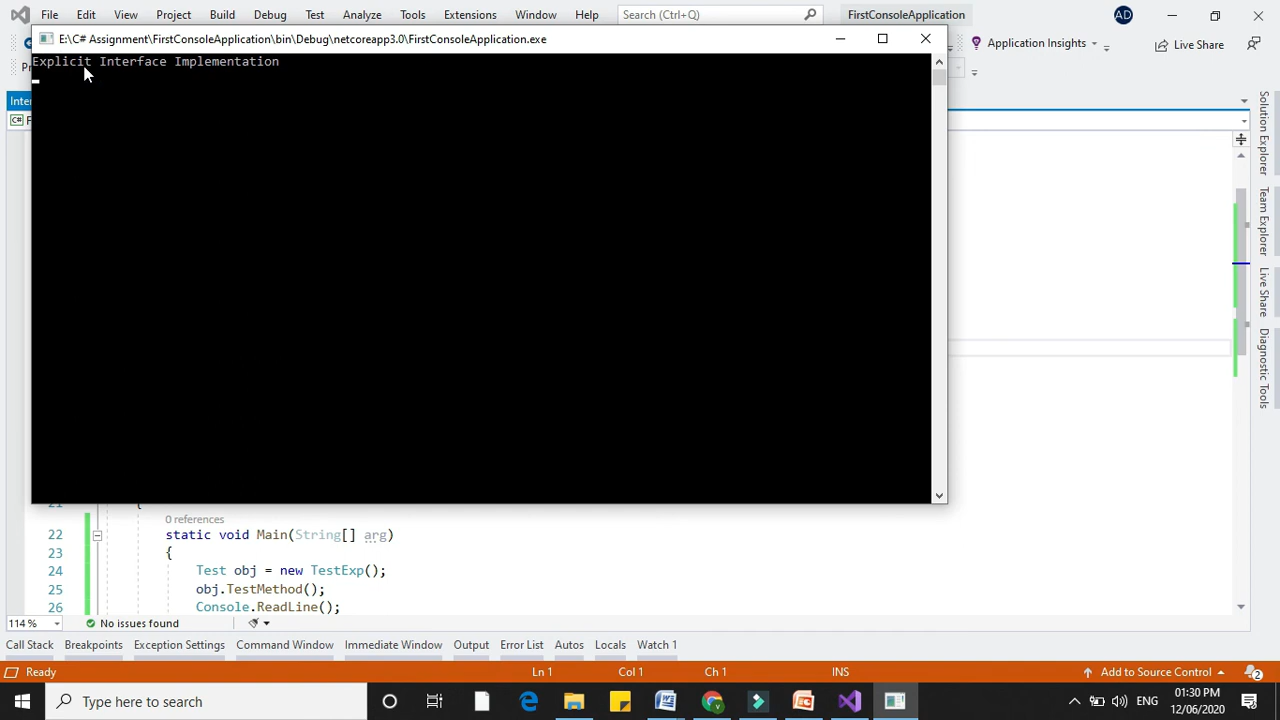 File Edit View Project Build Debug Test Analyze Tools Extensions Window Help Search (Ctrl+Q) FirstConsoleApplication AD
E:\C# Assignment\FirstConsoleApplication\bin\Debug\netcoreapp3.0\FirstConsoleApplication.exe
Application Insights Live Share
Explicit Interface Implementation
Solution Explorer
Team Explorer
Live Share
Diagnostic Tools
21 {
0 references
22 static void Main(String[] arg)
23 {
24 Test obj = new TestExp();
25 obj.TestMethod();
26 Console.ReadLine();
114 % No issues found
Call Stack Breakpoints Exception Settings Command Window Immediate Window Output Error List Autos Locals Watch 1
Ready Ln 1 Col 1 Ch 1 INS Add to Source Control 2
Type here to search ENG 01:30 PM
12/06/2020